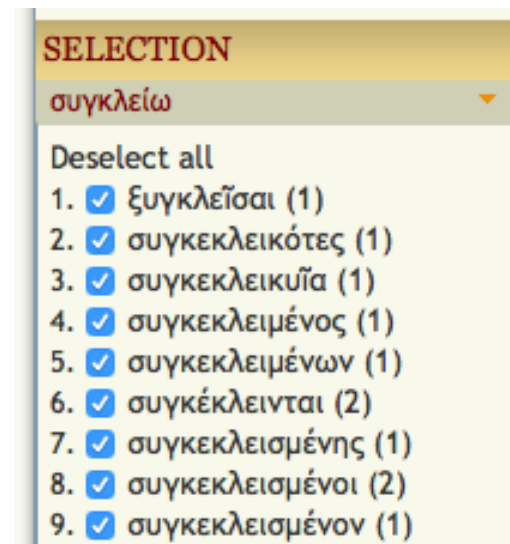 SELECTION
συγκλείω
Deselect all
1. ξυγκλεῖσαι (1)
2. συγκεκλεικότες (1)
3. συγκεκλεικυῖα (1)
4. συγκεκλειμένος (1)
5. συγκεκλειμένων (1)
6. συγκέκλεινται (2)
7. συγκεκλεισμένης (1)
8. συγκεκλεισμένοι (2)
9. συγκεκλεισμένον (1)